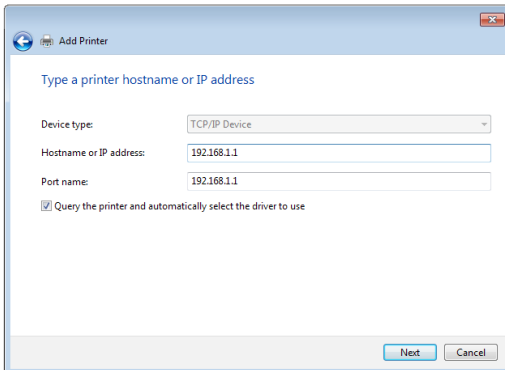 Add Printer
Type a printer hostname or IP address
Device type: TCP/IP Device
Hostname or IP address: 192.168.1.1
Port name: 192.168.1.1
Query the printer and automatically select the driver to use
Next Cancel